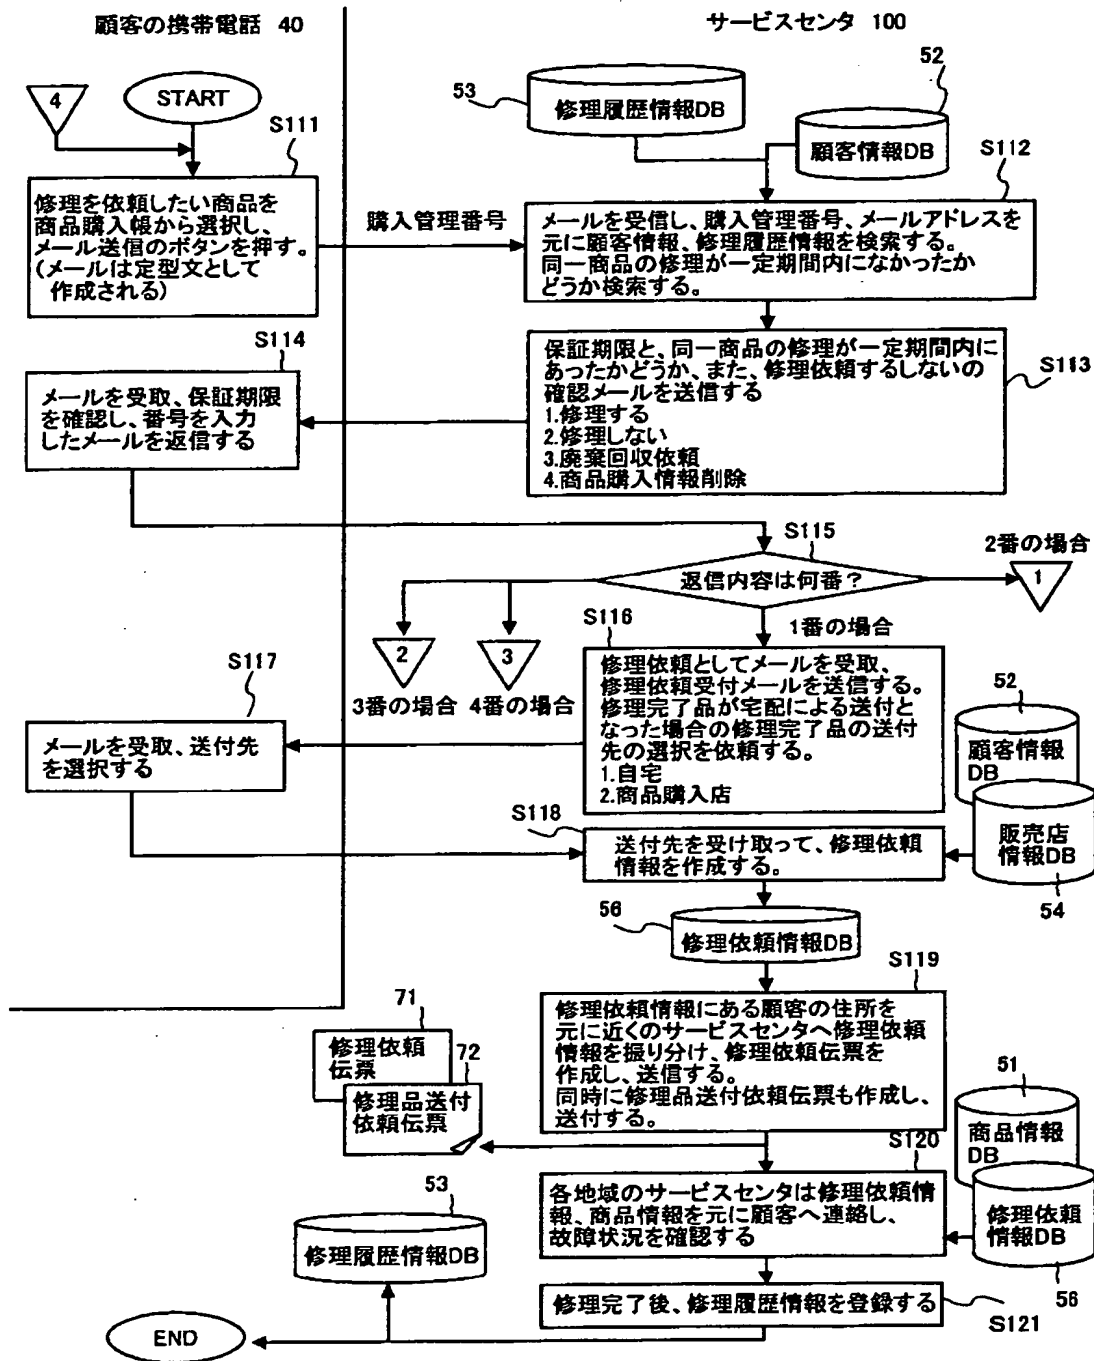 顧客の携帯電話 40
サービスセンタ 100
4
START
S111
修理を依頼したい商品を
商品購入帳から選択し、
メール送信のボタンを押す。
(メールは定型文として
作成される)
購入管理番号
53
修理履歴情報DB
52
顧客情報DB
S112
メールを受信し、購入管理番号、メールアドレスを
元に顧客情報、修理履歴情報を検索する。
同一商品の修理が一定期間内になかったか
どうか検索する。
S113
保証期限と、同一商品の修理が一定期間内に
あったかどうか、また、修理依頼するしないの
確認メールを送信する
1.修理する
2.修理しない
3.廃棄回収依頼
4.商品購入情報削除
S114
メールを受取、保証期限
を確認し、番号を入力
したメールを返信する
S115
返信内容は何番?
2番の場合
1
2
3番の場合
3
4番の場合
1番の場合
S116
修理依頼としてメールを受取、
修理依頼受付メールを送信する。
修理完了品が宅配による送付と
なった場合の修理完了品の送付
先の選択を依頼する。
1.自宅
2.商品購入店
S117
メールを受取、送付先
を選択する
52
顧客情報
DB
販売店
情報DB
54
S118
送付先を受け取って、修理依頼
情報を作成する。
56
修理依頼情報DB
S119
修理依頼情報にある顧客の住所を
元に近くのサービスセンタへ修理依頼
情報を振り分け、修理依頼伝票を
作成し、送信する。
同時に修理品送付依頼伝票も作成し、
送付する。
71
修理依頼
伝票
72
修理品送付
依頼伝票
51
商品情報
DB
修理依頼
情報DB
56
S120
各地域のサービスセンタは修理依頼情
報、商品情報を元に顧客へ連絡し、
故障状況を確認する
53
修理履歴情報DB
修理完了後、修理履歴情報を登録する
S121
END